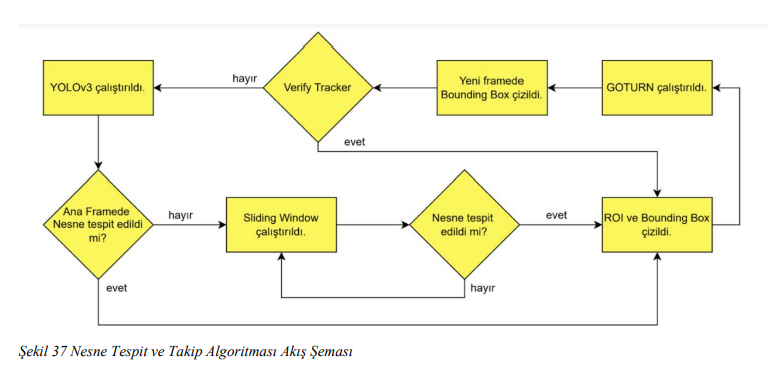 YOLOv3 çalıştırıldı.
hayır
Verify Tracker
Yeni framede
Bounding Box çizildi.
GOTURN çalıştırıldı.
evet
Ana Framede
Nesne tespit edildi
mi?
hayır
Sliding Window
çalıştırıldı.
Nesne tespit
edildi mi?
evet
ROI ve Bounding Box
çizildi.
evet
hayır
Şekil 37 Nesne Tespit ve Takip Algoritması Akış Şeması